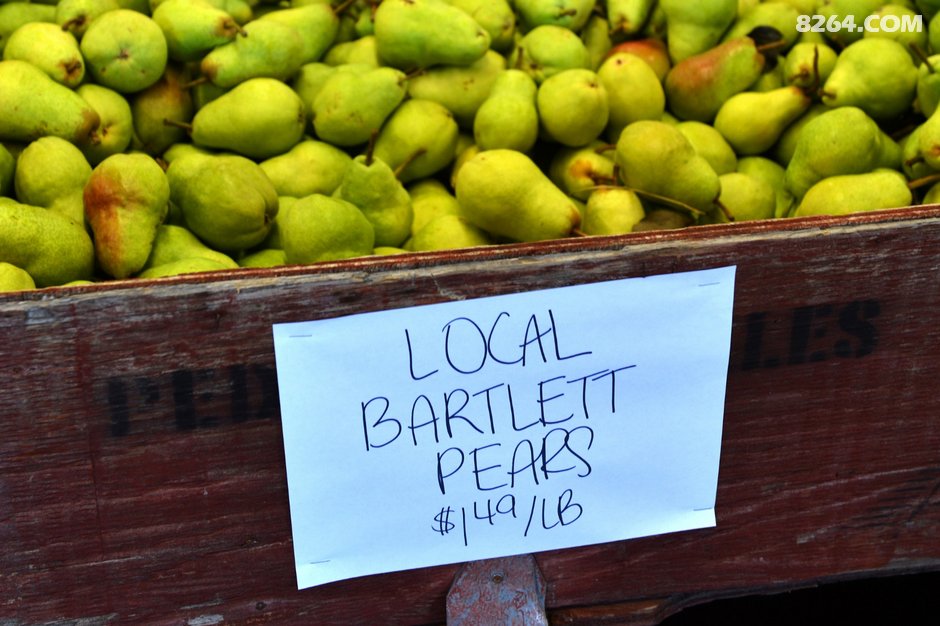 8264.COM
LOCAL
BARTLETT
PEARS
$1.49/LB